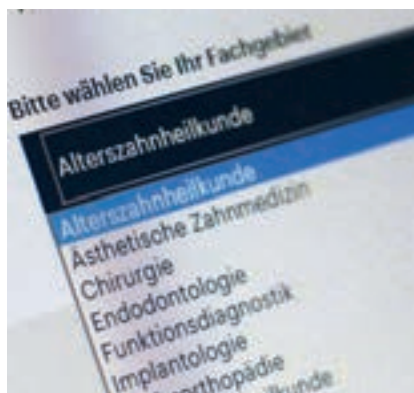 Bitte wählen Sie Ihr Fachgebiet
Alterszahnheilkunde
Alterszahnheilkunde
Ästhetische Zahnmedizin
Chirurgie
Endodontologie
Funktionsdiagnostik
Implantologie